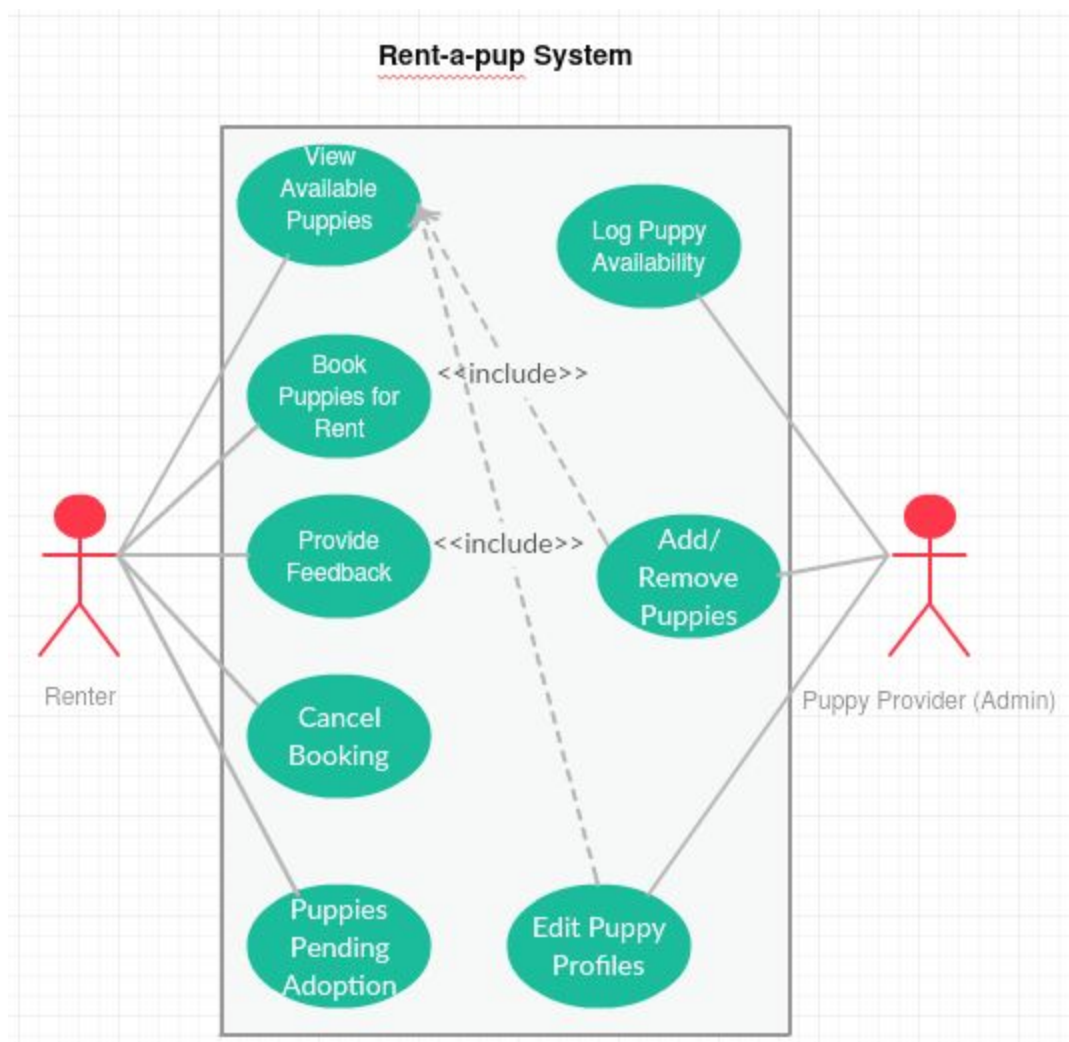 Rent-a-pup System
View
Available
Puppies
Log Puppy
Availability
Book
Puppies for
Rent
<<include>>
Provide
Feedback
<<include>>
Add/
Remove
Puppies
Renter
Puppy Provider (Admin)
Cancel
Booking
Puppies
Pending
Adoption
Edit Puppy
Profiles